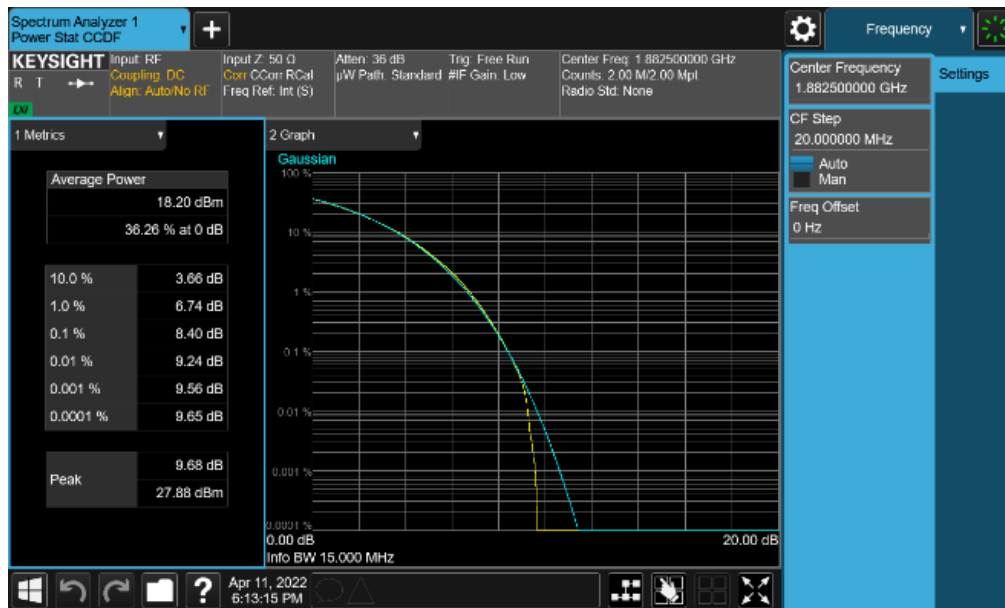 Spectrum Analyzer 1
Power Stat CCDF
+
Frequency
KEYSIGHT
R T
LXI
Input: RF
Coupling: DC
Align: Auto/No RF
Input Z: 50 Ω
Corr CCorr RCal
Freq Ref: Int (S)
Atten: 36 dB
µW Path: Standard
Trig: Free Run
#IF Gain: Low
Center Freq: 1.882500000 GHz
Counts: 2.00 M/2.00 Mpt
Radio Std: None
Center Frequency
1.882500000 GHz
Settings
CF Step
20.000000 MHz
Auto
Man
Freq Offset
0 Hz
1 Metrics
Average Power
18.20 dBm
36.26 % at 0 dB
10.0 % 3.66 dB
1.0 % 6.74 dB
0.1 % 8.40 dB
0.01 % 9.24 dB
0.001 % 9.56 dB
0.0001 % 9.65 dB
Peak
9.68 dB
27.88 dBm
2 Graph
Gaussian
100 %
10 %
1 %
0.1 %
0.01 %
0.001 %
0.0001 %
0.00 dB 20.00 dB
Info BW 15.000 MHz
?
Apr 11, 2022
6:13:15 PM